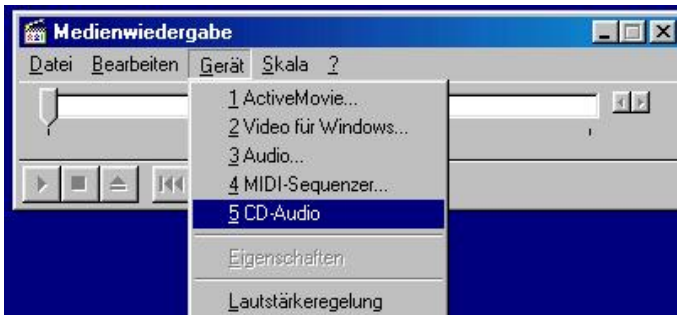 Medienwiedergabe
Datei Bearbeiten Gerät Skala ?
1 ActiveMovie...
2 Video für Windows...
3 Audio...
4 MIDI-Sequenzer...
5 CD-Audio
Eigenschaften
Lautstärkeregelung